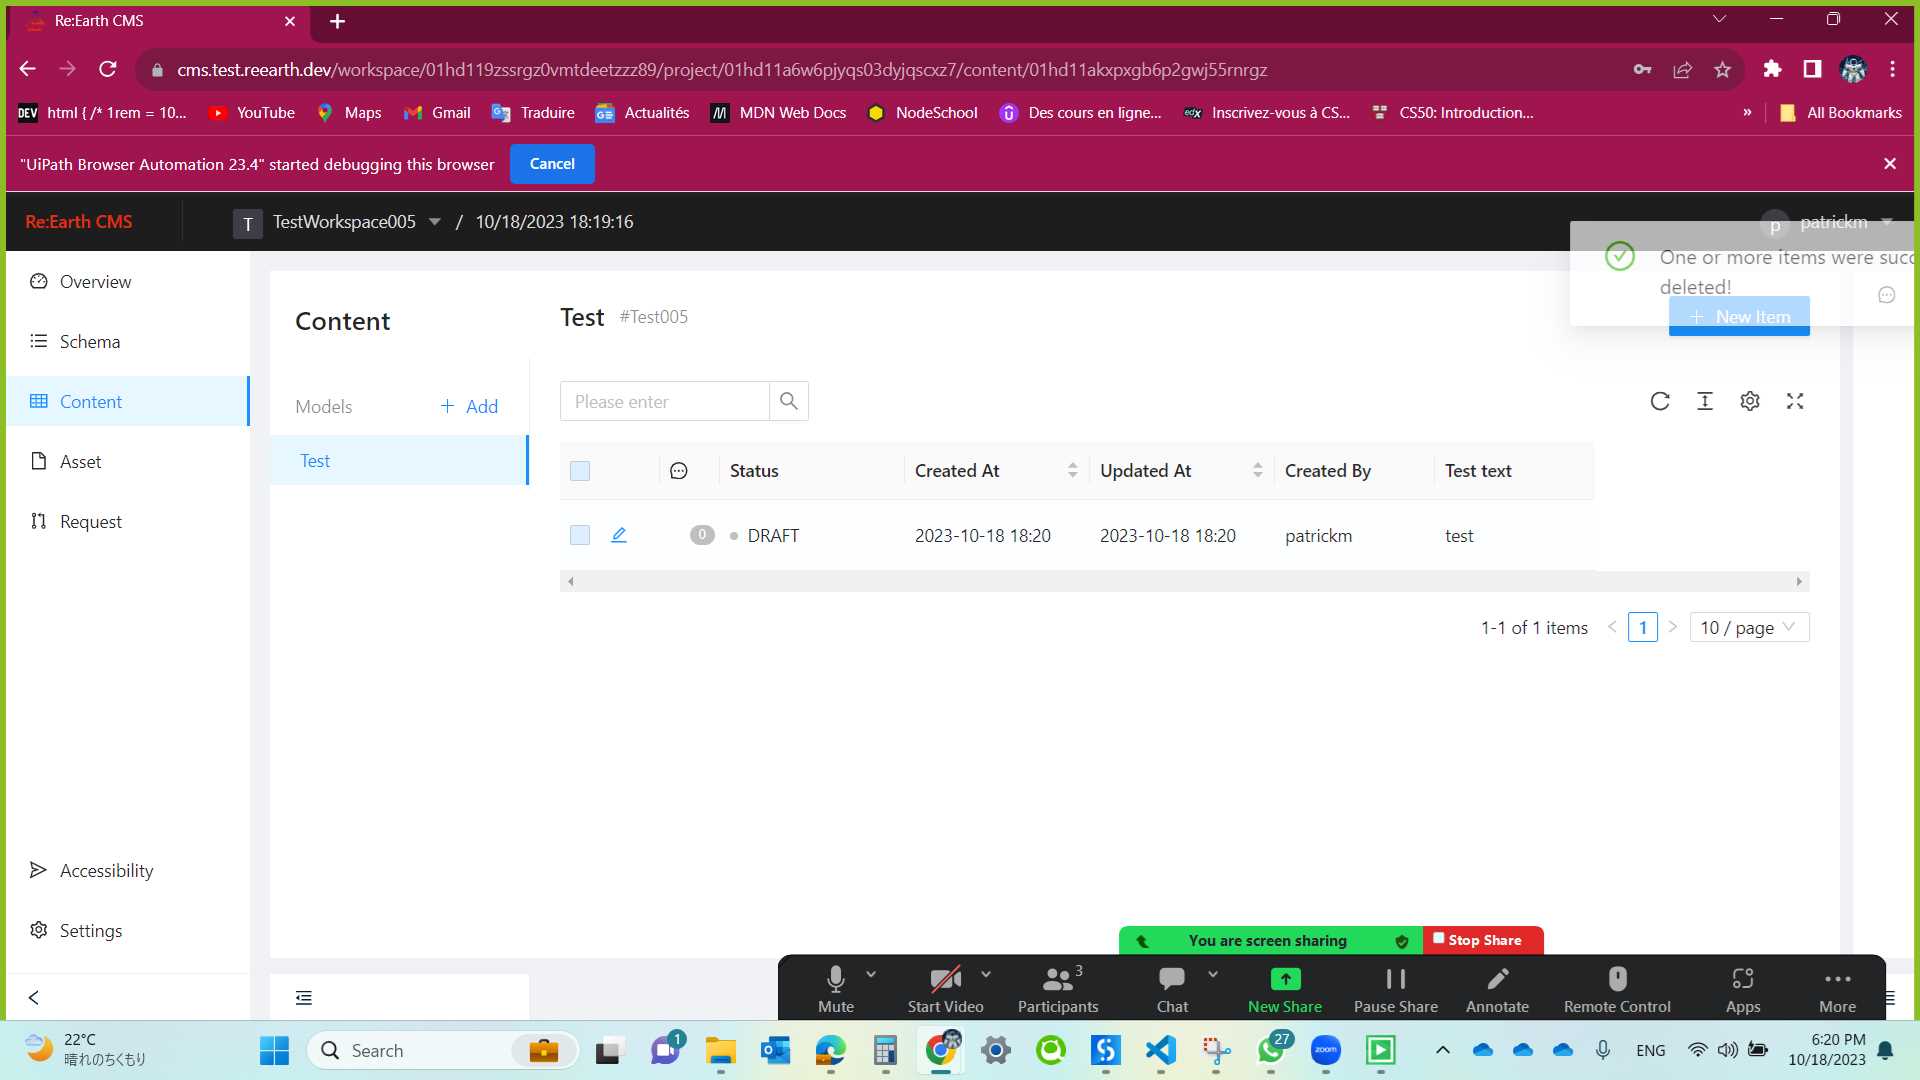 Re:Earth CMS
cms.test.reearth.dev/workspace/01hd119zssrgz0vmtdeetzzz89/project/01hd11a6w6pjyqs03dyjqscxz7/content/01hd11akxpxgb6p2gwj55rnrgz
DEV html { /* 1rem = 10... YouTube Maps Gmail Traduire Actualités MDN Web Docs NodeSchool Des cours en ligne... edX Inscrivez-vous à CS... CS50: Introduction... » All Bookmarks
"UiPath Browser Automation 23.4" started debugging this browser Cancel
Re:Earth CMS T TestWorkspace005 / 10/18/2023 18:19:16 p patrickm
One or more items were succ
deleted!
Overview
Schema
Content
Asset
Request
Accessibility
Settings
Content
Models + Add
Test
Test #Test005
+ New Item
Please enter
Status Created At Updated At Created By Test text
0 DRAFT 2023-10-18 18:20 2023-10-18 18:20 patrickm test
1-1 of 1 items < 1 > 10 / page
You are screen sharing Stop Share
Mute Start Video Participants 3 Chat New Share Pause Share Annotate Remote Control Apps More
22°C
晴れのちくもり
Search
1
27
zoom
ENG
6:20 PM
10/18/2023